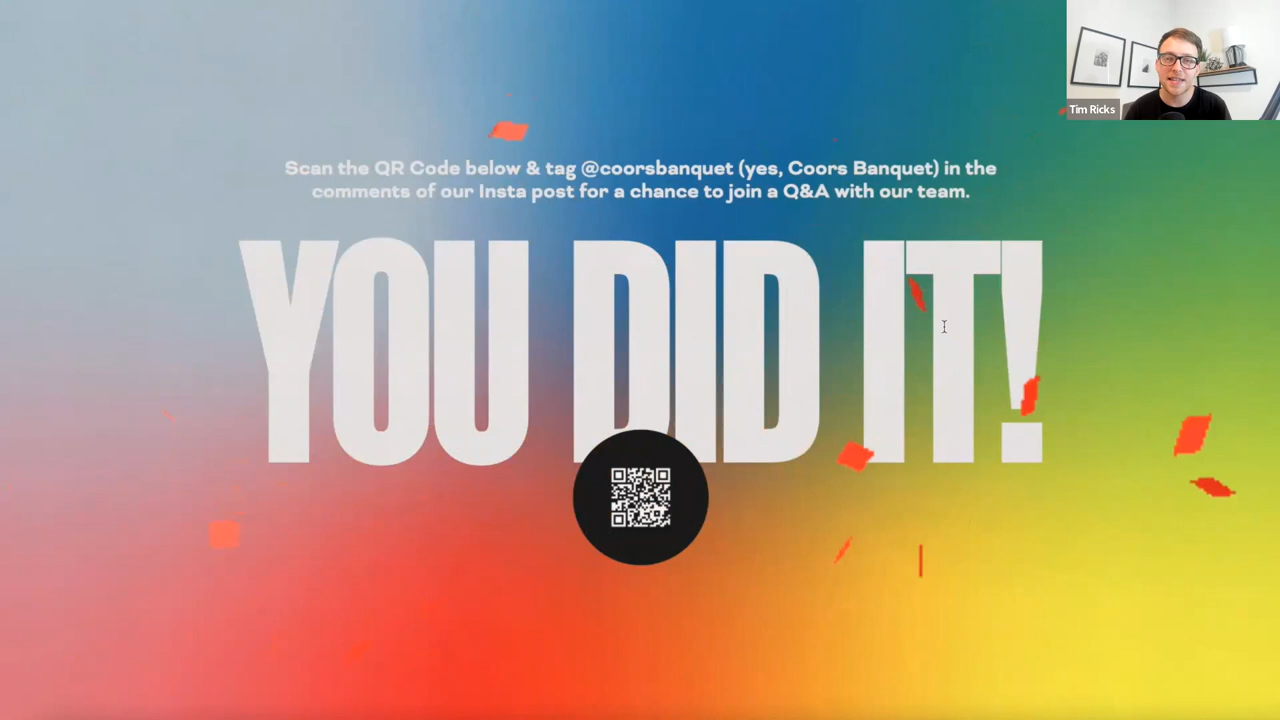 Tim Ricks
Scan the QR Code below & tag @coorsbanquet (yes, Coors Banquet) in the
comments of our Insta post for a chance to join a Q&A with our team.
YOU DID IT!